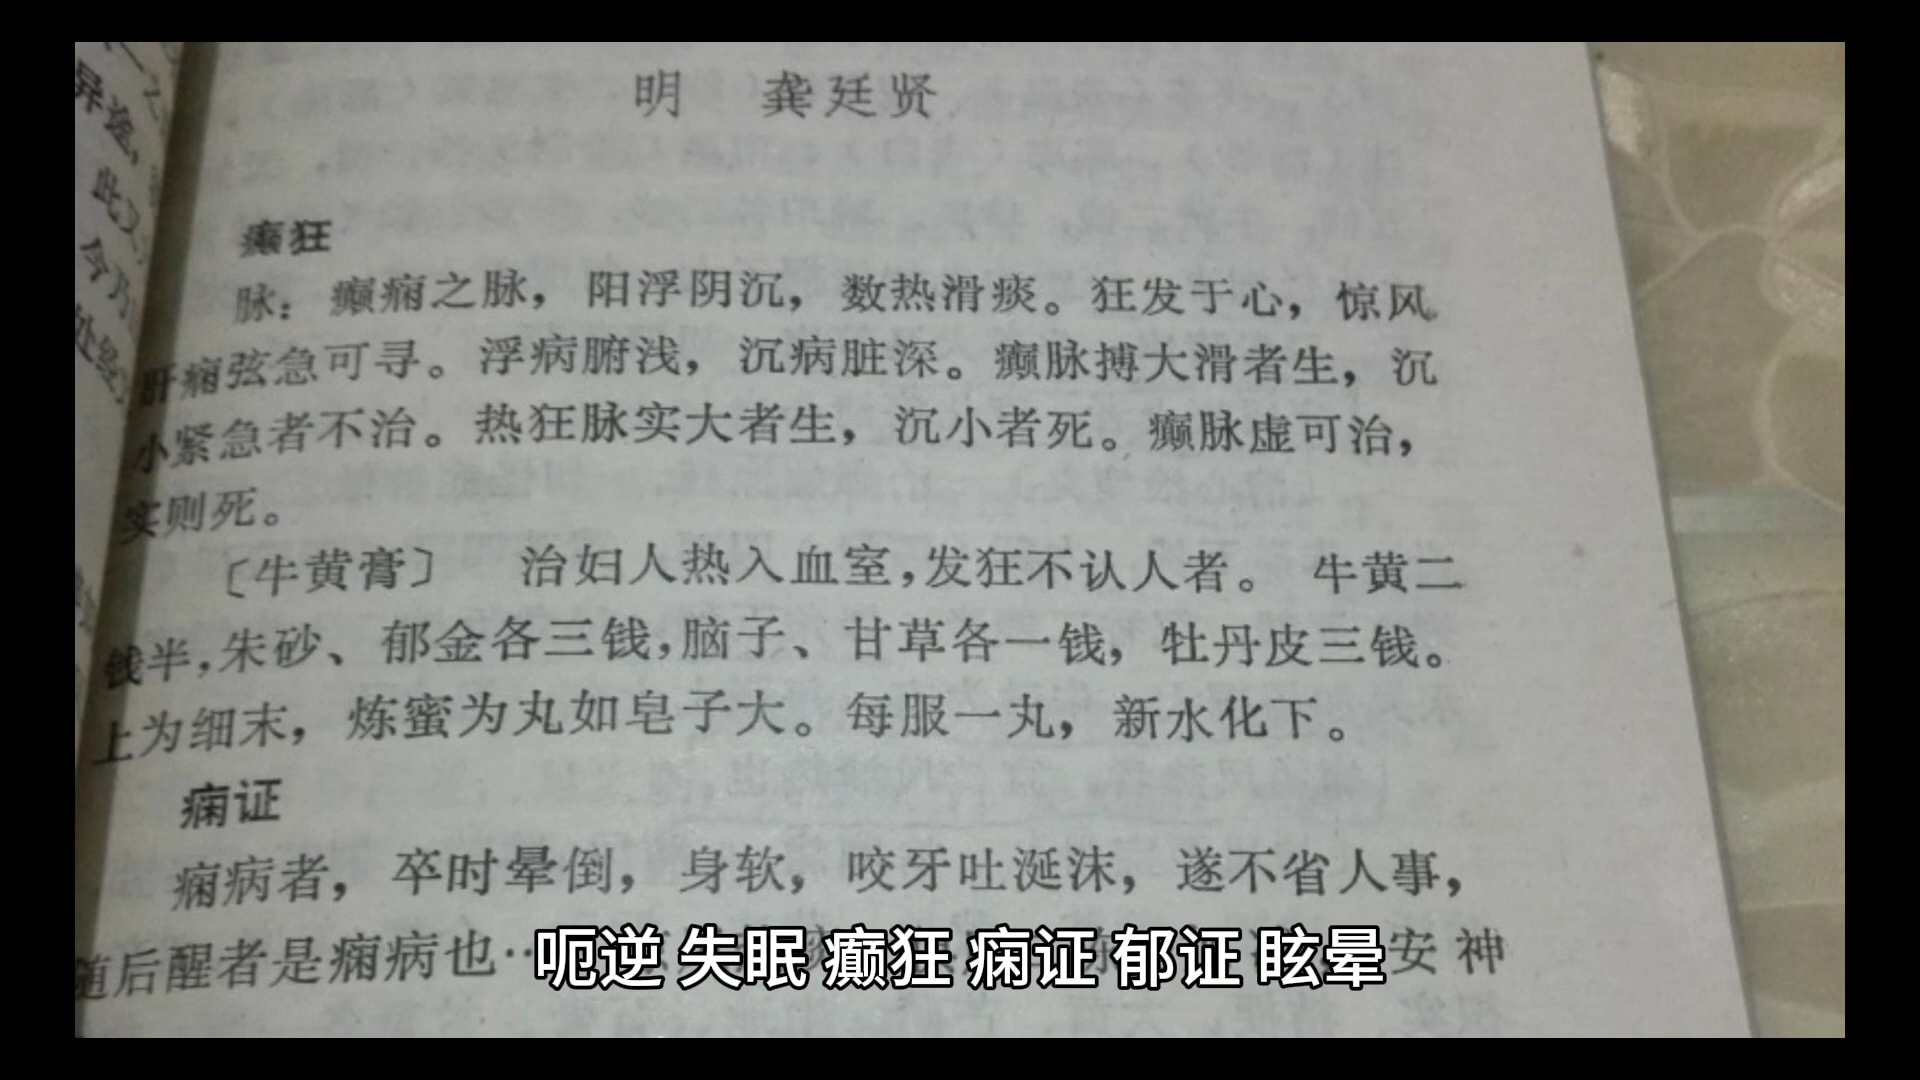 明 龚廷贤
异途，
此
今乃
处经
癫狂
脉：癫痫之脉，阳浮阴沉，数热滑痰。狂发于心，惊风
肝痫弦急可寻。浮病腑浅，沉病脏深。癫脉搏大滑者生，沉
小紧急者不治。热狂脉实大者生，沉小者死。癫脉虚可治，
实则死。
〔牛黄膏〕 治妇人热入血室，发狂不认人者。 牛黄二
钱半，朱砂、郁金各三钱，脑子、甘草各一钱，牡丹皮三钱。
上为细末，炼蜜为丸如皂子大。每服一丸，新水化下。
痫证
痫病者，卒时晕倒，身软，咬牙吐涎沫，遂不省人事，
随后醒者是痫病也… 安神
呃逆 失眠 癫狂 痫证 郁证 眩晕